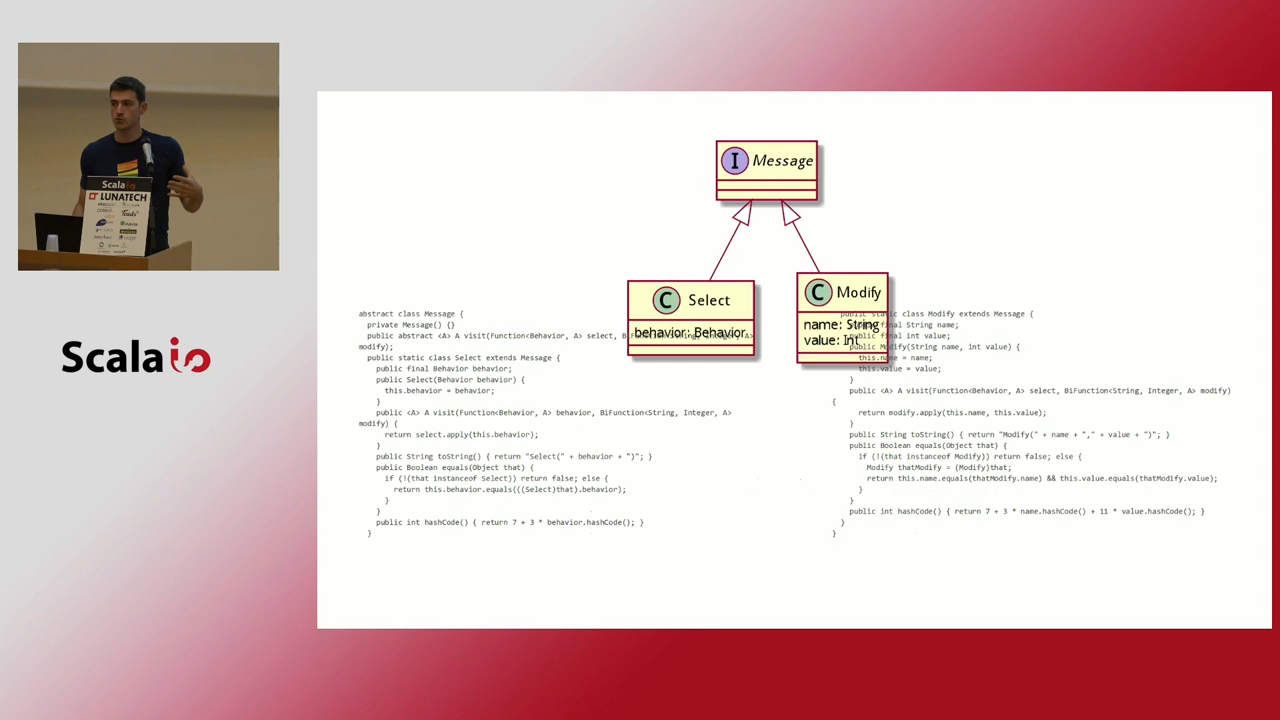 Scala
LUNATECH
Scalaio
I Message
C Select
behavior: Behavior
C Modify
name: String
value: Int
abstract class Message {
private Message() {}
public abstract <A> A visit(Function<Behavior, A> select, BiFunction<String, Integer, A>
modify);
public static class Select extends Message {
public final Behavior behavior;
public Select(Behavior behavior) {
this.behavior = behavior;
}
public <A> A visit(Function<Behavior, A> behavior, BiFunction<String, Integer, A>
modify) {
return select.apply(this.behavior);
}
public String toString() { return "Select(" + behavior + ")"; }
public Boolean equals(Object that) {
if (!(that instanceof Select)) return false; else {
return this.behavior.equals(((Select)that).behavior);
}
}
public int hashCode() { return 7 + 3 * behavior.hashCode(); }
}
public static class Modify extends Message {
public final String name;
public final int value;
public Modify(String name, int value) {
this.name = name;
this.value = value;
}
public <A> A visit(Function<Behavior, A> select, BiFunction<String, Integer, A> modify)
{
return modify.apply(this.name, this.value);
}
public String toString() { return "Modify(" + name + "," + value + ")"; }
public Boolean equals(Object that) {
if (!(that instanceof Modify)) return false; else {
Modify thatModify = (Modify)that;
return this.name.equals(thatModify.name) && this.value.equals(thatModify.value);
}
}
public int hashCode() { return 7 + 3 * name.hashCode() + 11 * value.hashCode(); }
}
}